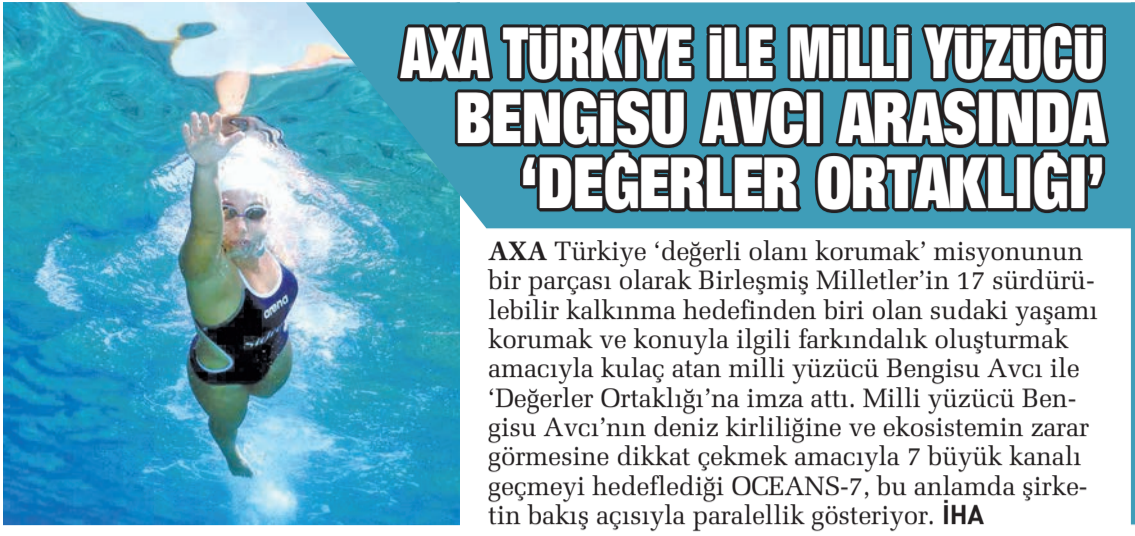 AXA TÜRKİYE İLE MİLLİ YÜZÜCÜ
BENGİSU AVCI ARASINDA
‘DEĞERLER ORTAKLIĞI’
arena
AXA Türkiye ‘değerli olanı korumak’ misyonunun
bir parçası olarak Birleşmiş Milletler’in 17 sürdürü-
lebilir kalkınma hedefinden biri olan sudaki yaşamı
korumak ve konuyla ilgili farkındalık oluşturmak
amacıyla kulaç atan milli yüzücü Bengisu Avcı ile
‘Değerler Ortaklığı’na imza attı. Milli yüzücü Ben-
gisu Avcı’nın deniz kirliliğine ve ekosistemin zarar
görmesine dikkat çekmek amacıyla 7 büyük kanalı
geçmeyi hedeflediği OCEANS-7, bu anlamda şirke-
tin bakış açısıyla paralellik gösteriyor. İHA